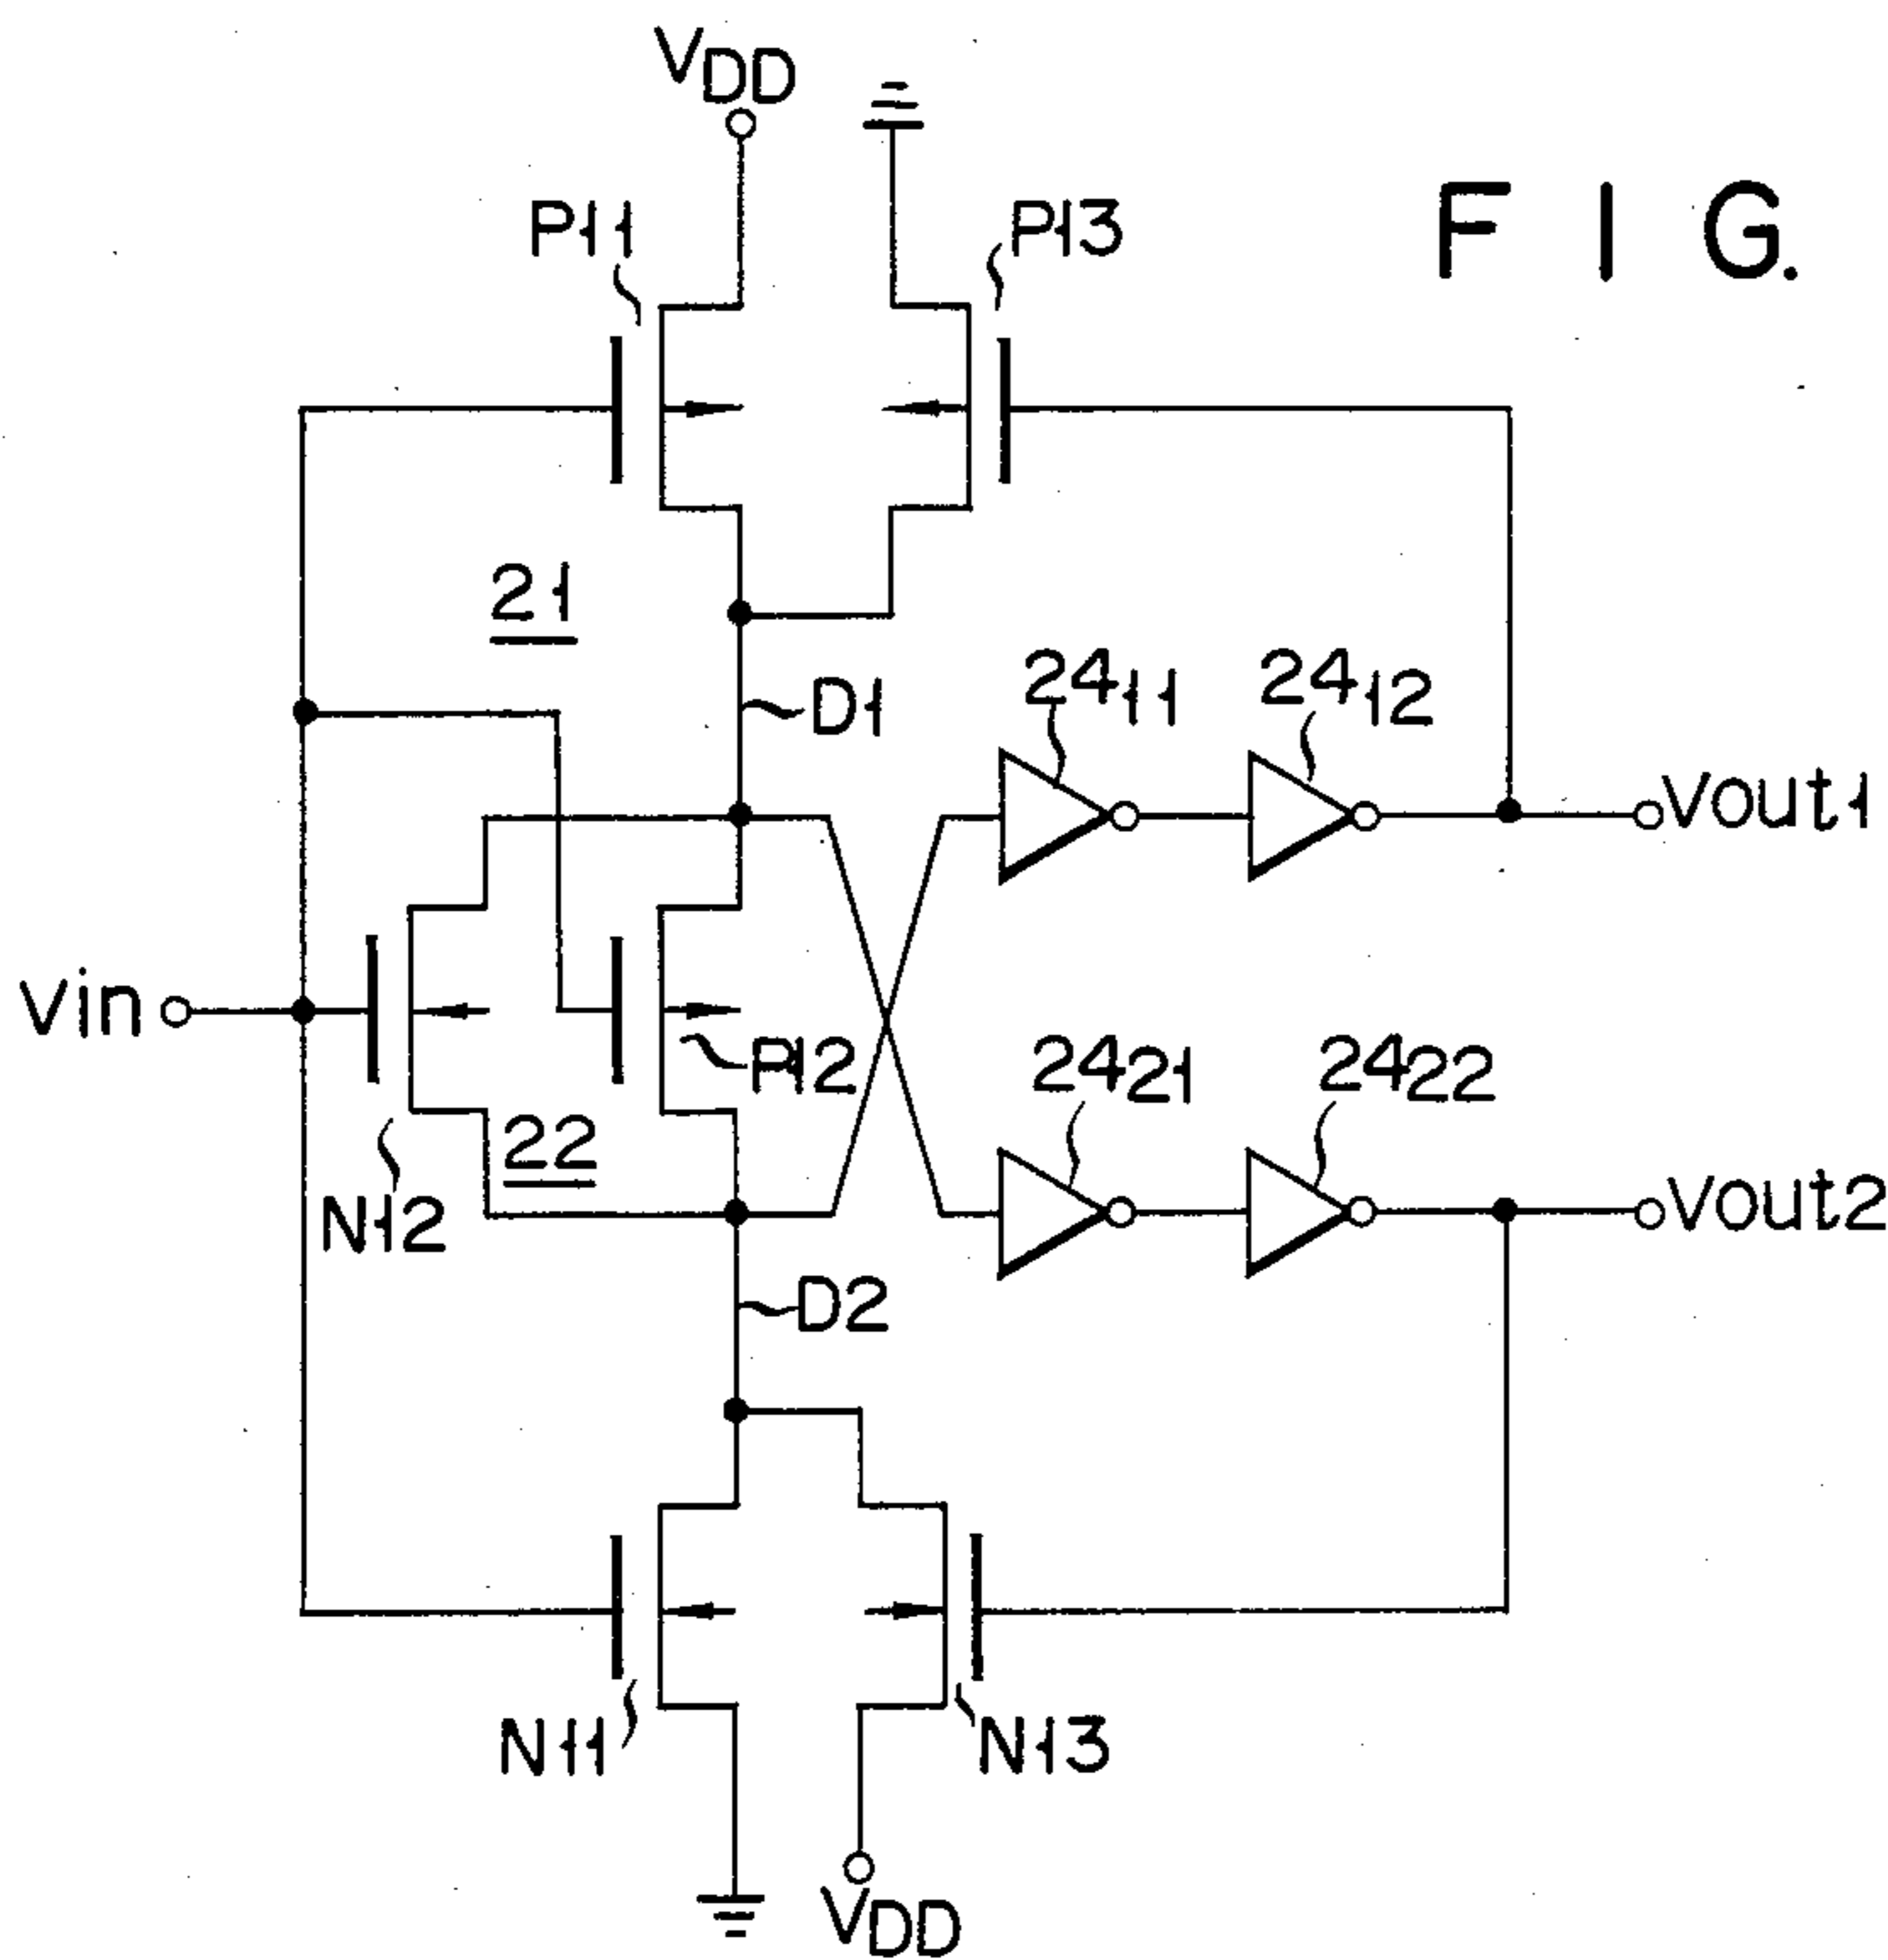 VDD
P11
P13
F I G.
21
D1
2411
2412
Vout1
Vin
P12
2421
2422
22
N12
Vout2
D2
N11
N13
VDD